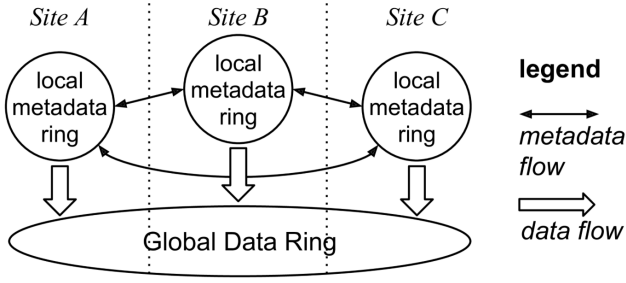 Site A
Site B
Site C
local
metadata
ring
local
metadata
ring
local
metadata
ring
Global Data Ring
legend
metadata
flow
data flow